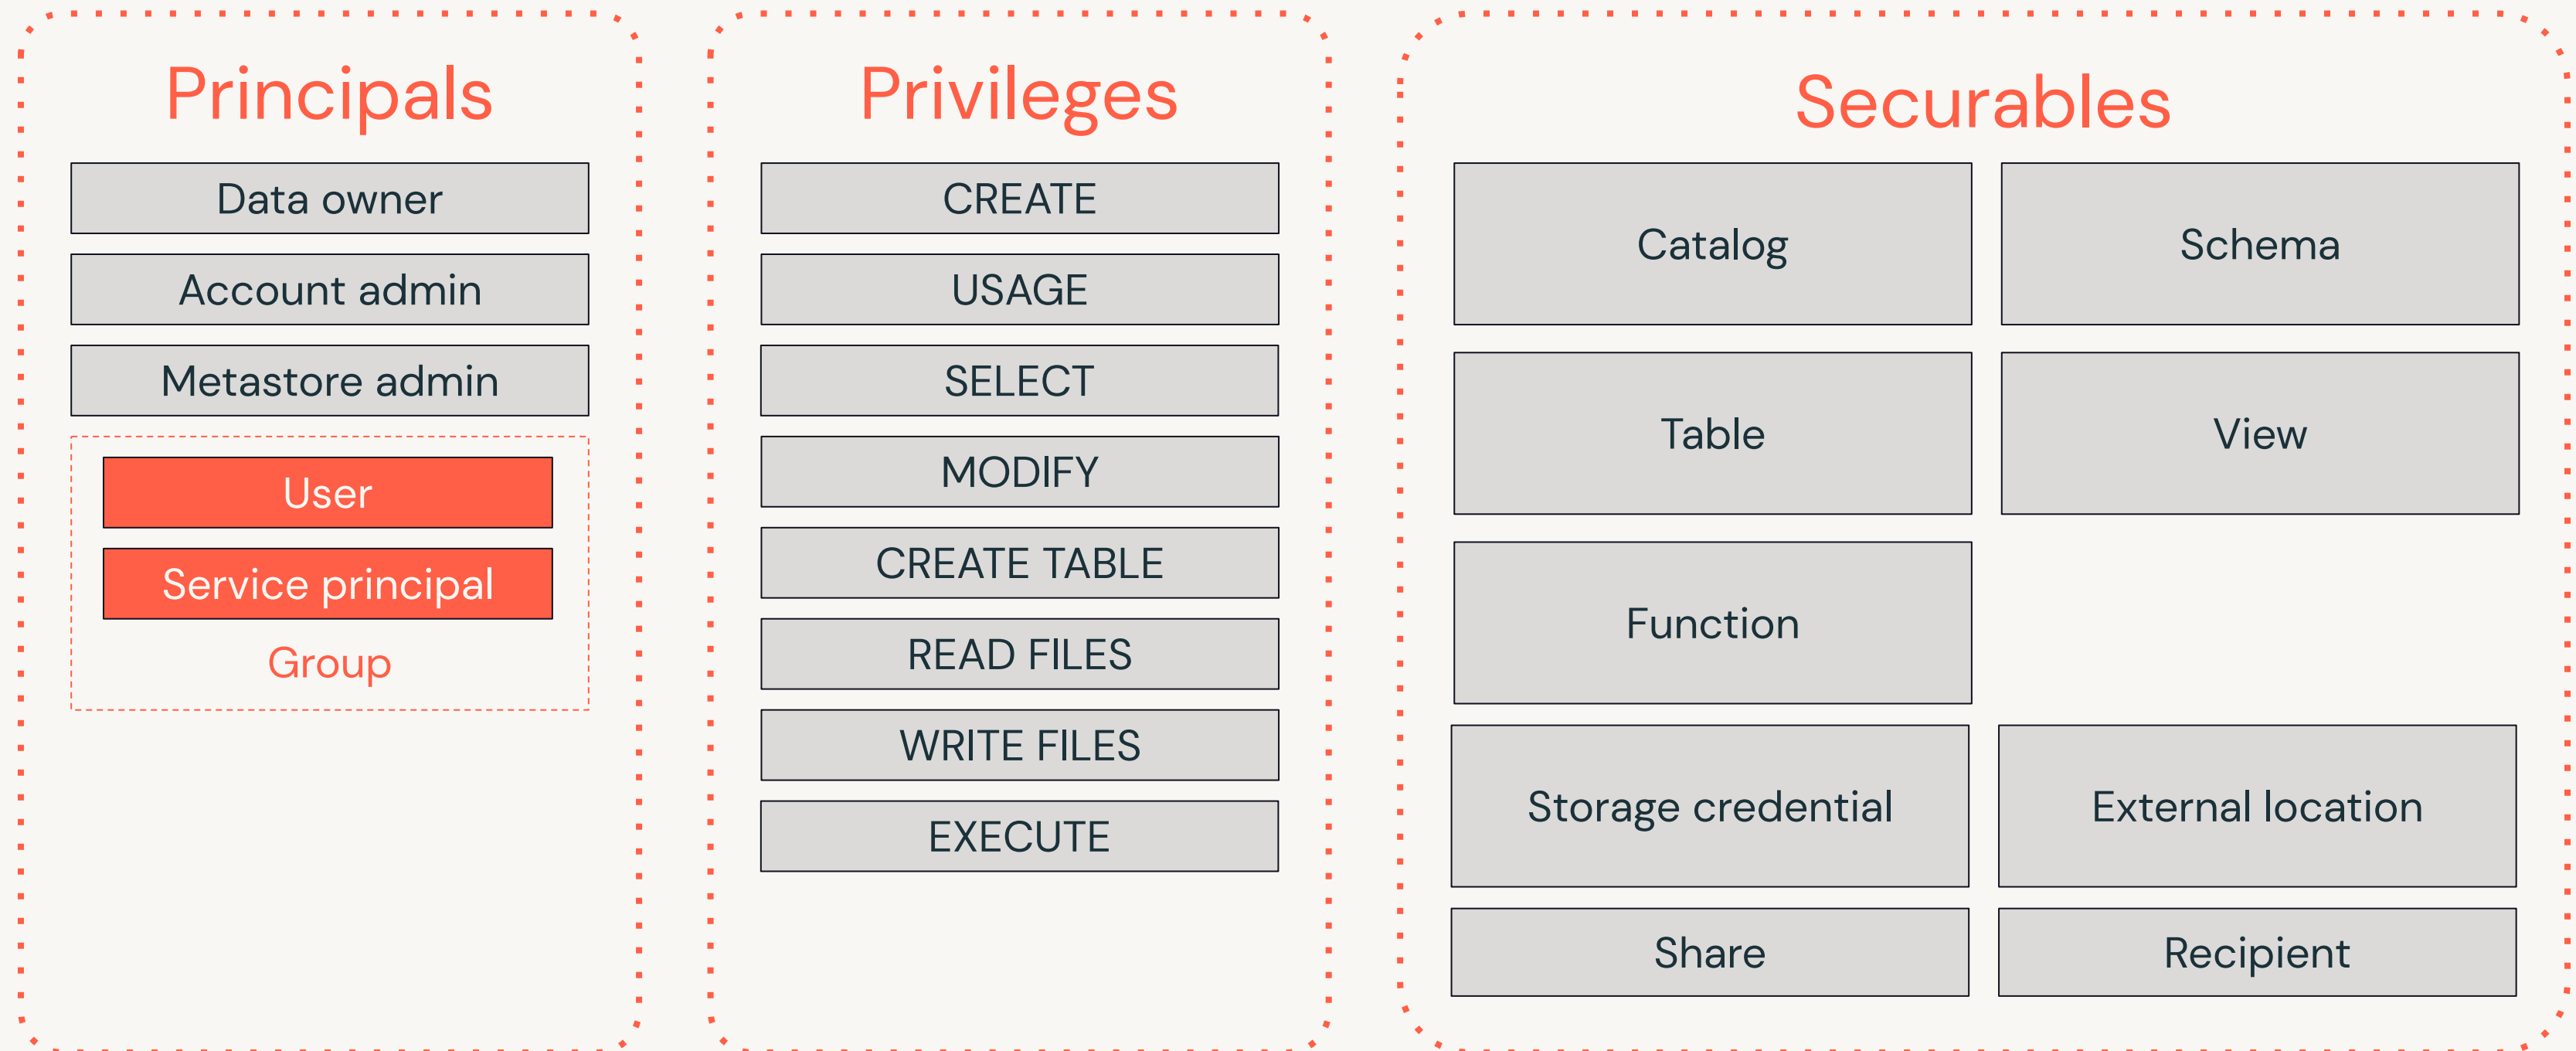 Principals
Data owner
Account admin
Metastore admin
User
Service principal
Group
Privileges
CREATE
USAGE
SELECT
MODIFY
CREATE TABLE
READ FILES
WRITE FILES
EXECUTE
Securables
Catalog
Schema
Table
View
Function
Storage credential
External location
Share
Recipient